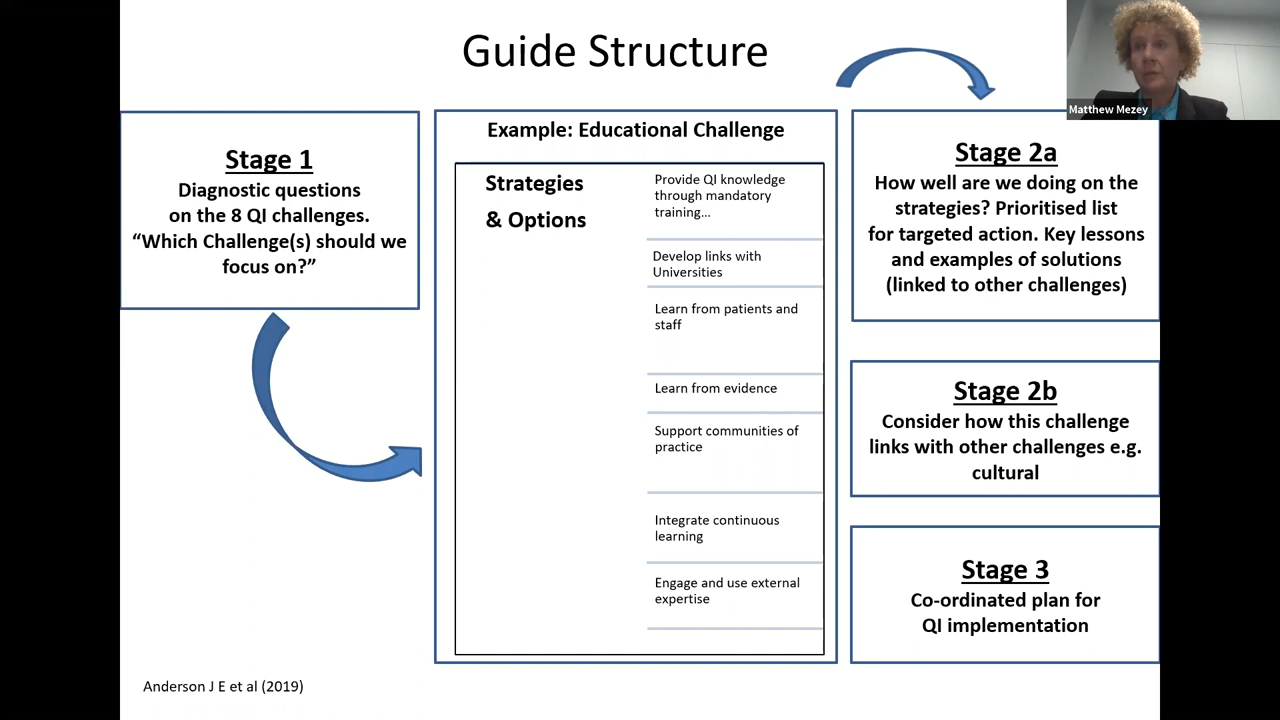 Guide Structure
Matthew Mezey
Stage 1
Diagnostic questions
on the 8 QI challenges.
“Which Challenge(s) should we
focus on?”
Example: Educational Challenge
Strategies
& Options
Provide QI knowledge
through mandatory
training...
Develop links with
Universities
Learn from patients and
staff
Learn from evidence
Support communities of
practice
Integrate continuous
learning
Engage and use external
expertise
Stage 2a
How well are we doing on the
strategies? Prioritised list
for targeted action. Key lessons
and examples of solutions
(linked to other challenges)
Stage 2b
Consider how this challenge
links with other challenges e.g.
cultural
Stage 3
Co-ordinated plan for
QI implementation
Anderson J E et al (2019)